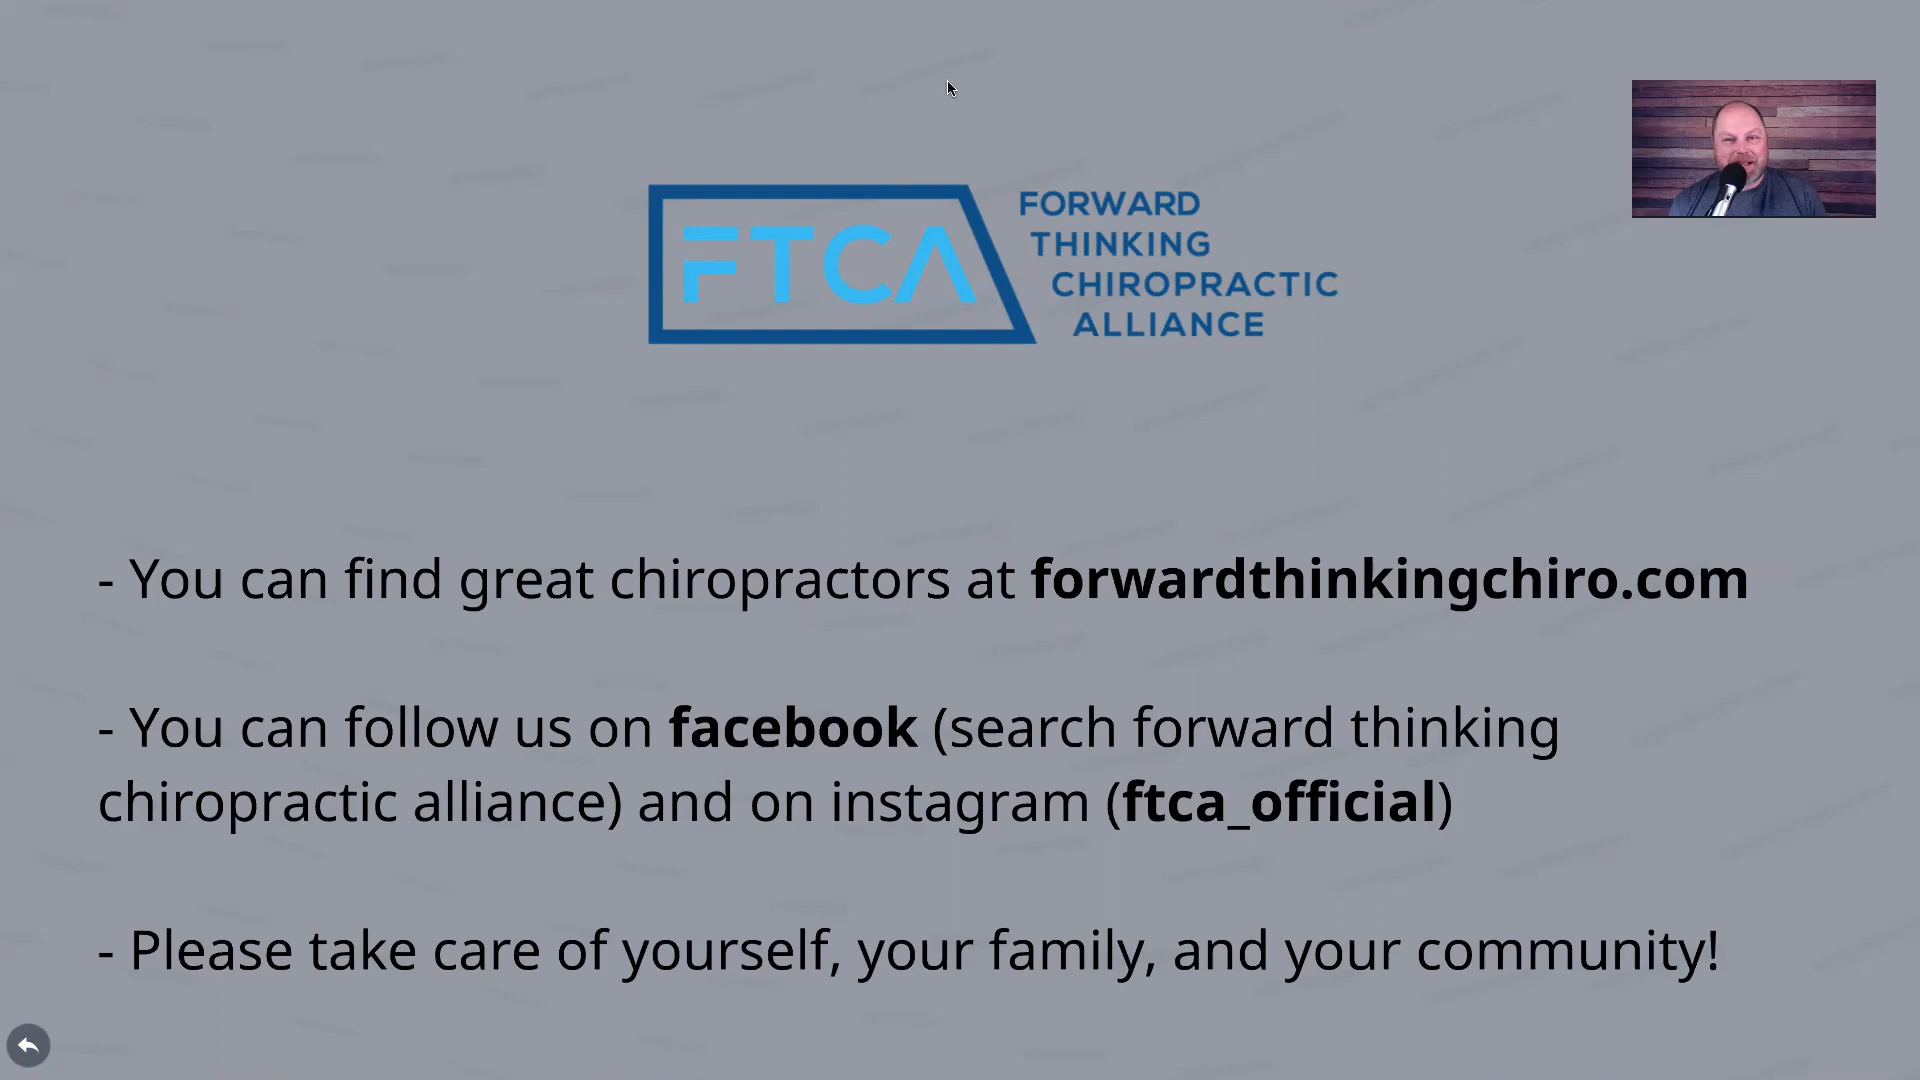 FTCA
FORWARD
THINKING
CHIROPRACTIC
ALLIANCE
- You can find great chiropractors at forwardthinkingchiro.com
- You can follow us on facebook (search forward thinking
chiropractic alliance) and on instagram (ftca_official)
- Please take care of yourself, your family, and your community!